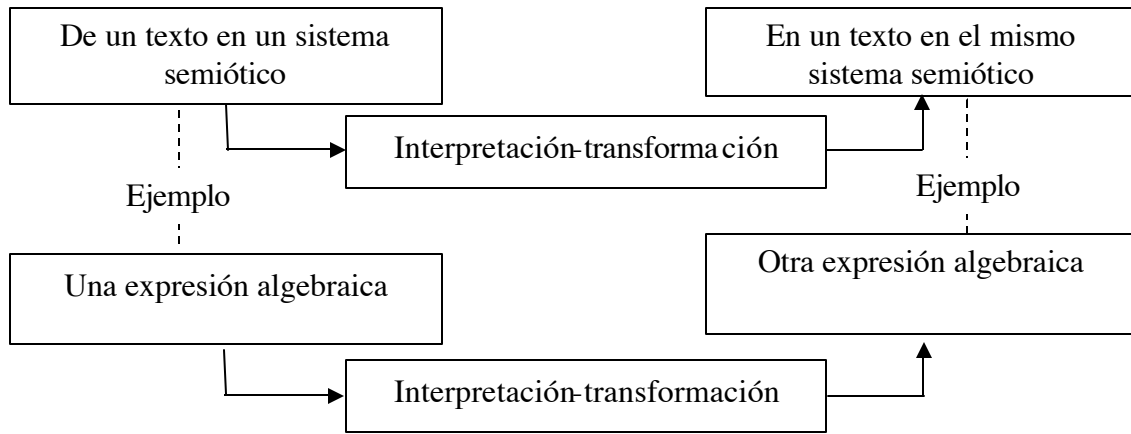 De un texto en un sistema
semiótico
En un texto en el mismo
sistema semiótico
Interpretación-transformación
Ejemplo
Ejemplo
Una expresión algebraica
Otra expresión algebraica
Interpretación-transformación